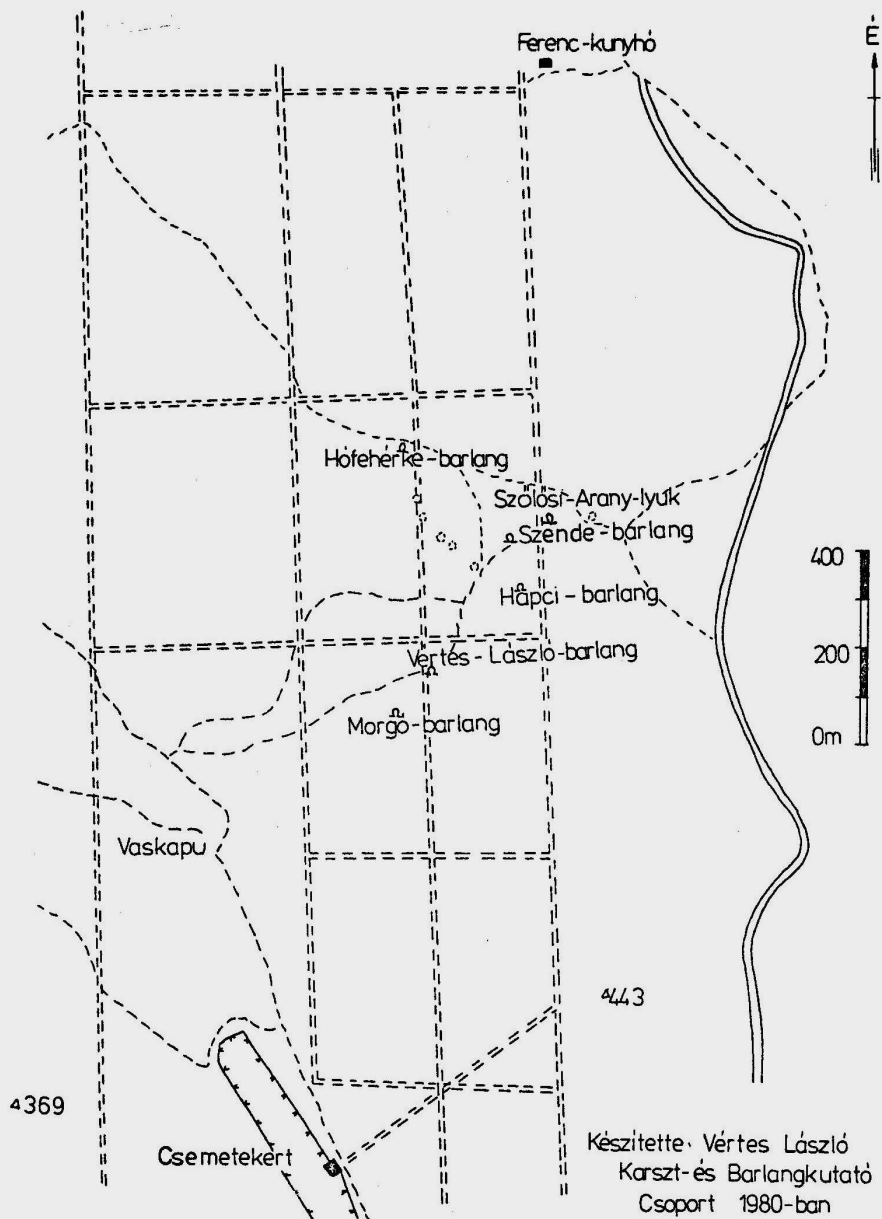 Ferenc-kunyhó
É
Hófehérke-barlang
Szőlősi-Arany-lyuk
Szende-barlang
Hapci-barlang
Vértes-László-barlang
Morgó-barlang
400
200
0m
Vaskapu
443
369
Csemetekert
Készítette: Vértes László
Karszt-és Barlangkutató
Csoport 1980-ban